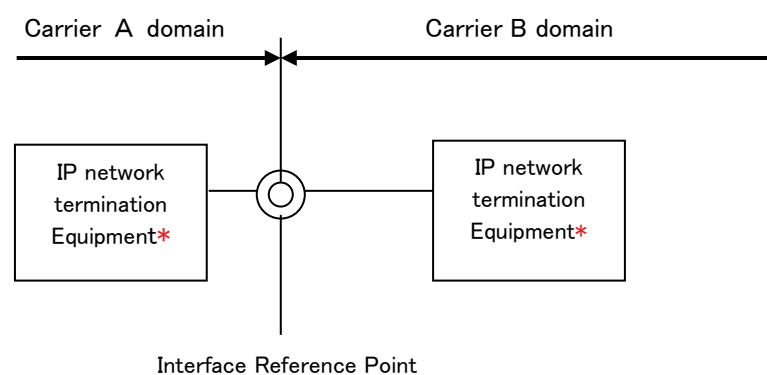 Carrier A domain
Carrier B domain
IP network
termination
Equipment*
IP network
termination
Equipment*
Interface Reference Point